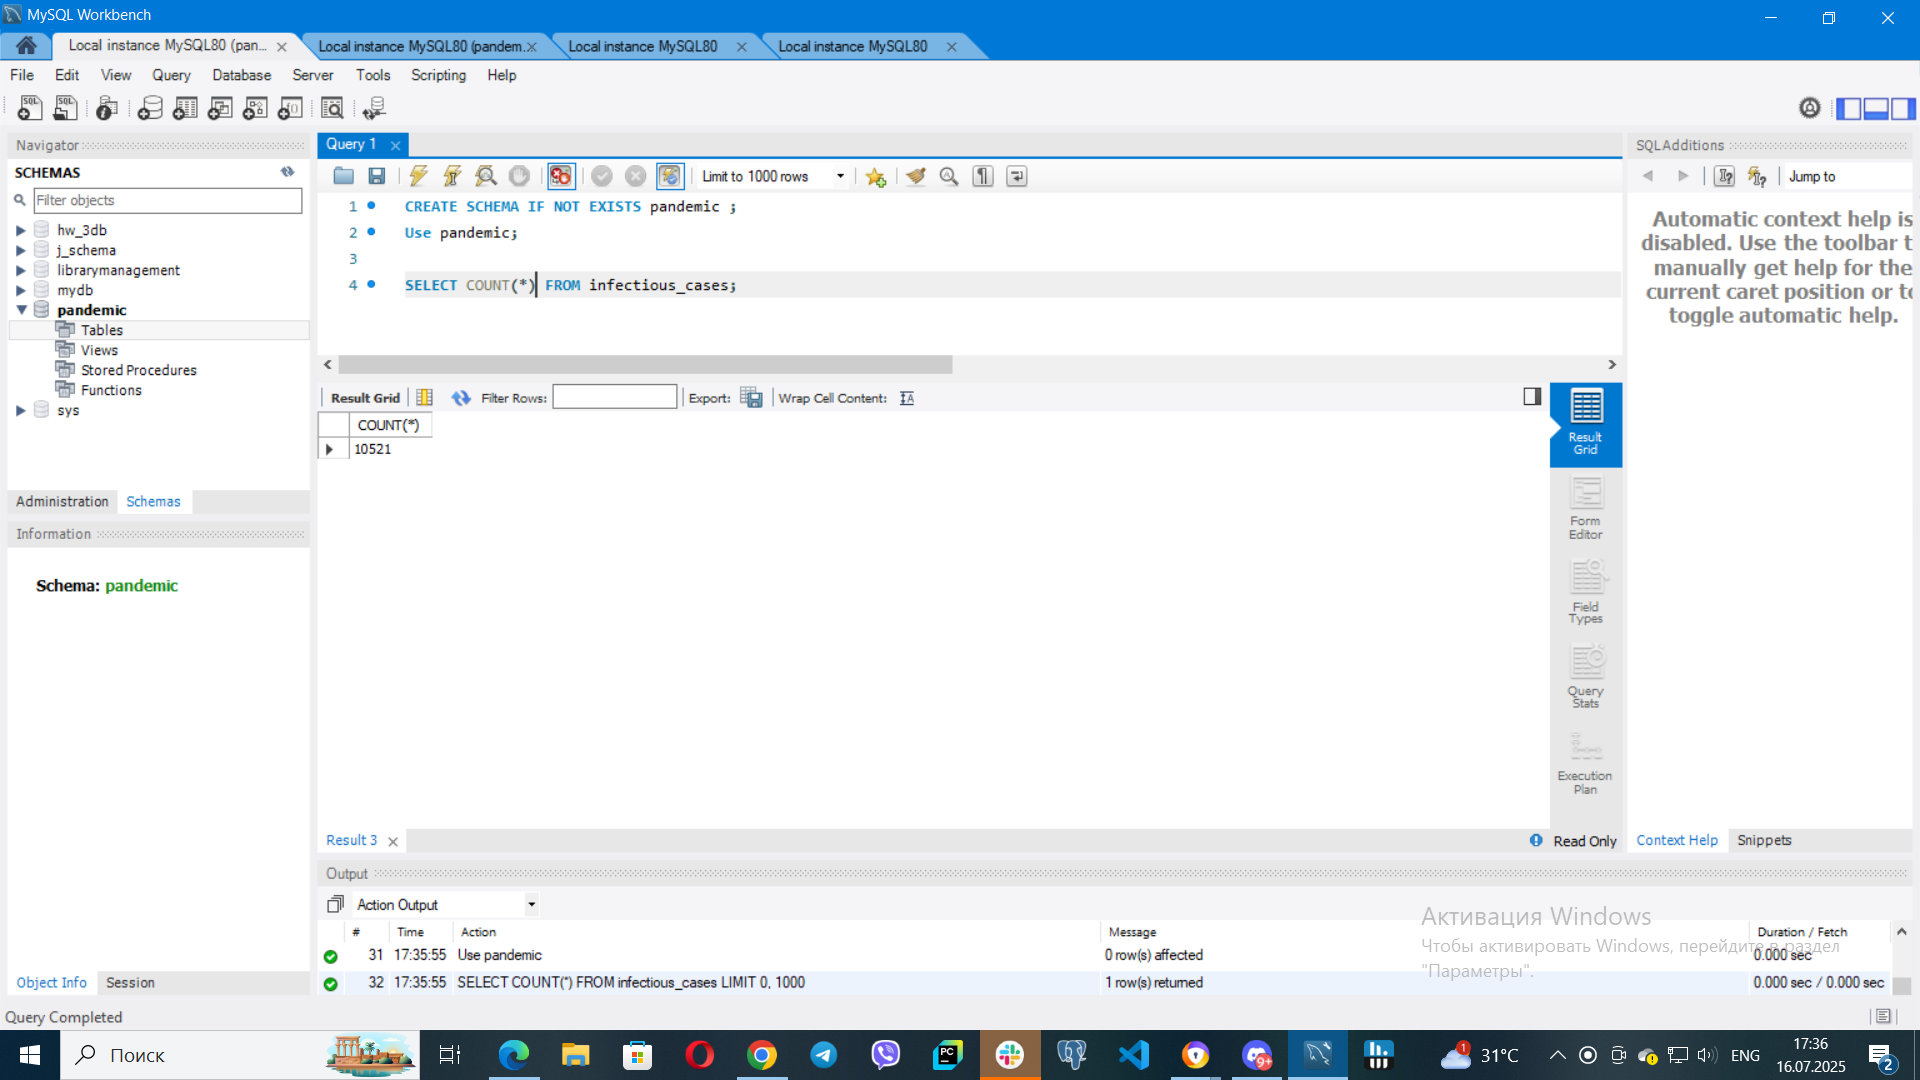 MySQL Workbench
Local instance MySQL80 (pan...
Local instance MySQL80 (pandem...
Local instance MySQL80
Local instance MySQL80
File Edit View Query Database Server Tools Scripting Help
Navigator
SCHEMAS
Filter objects
hw_3db
j_schema
librarymanagement
mydb
pandemic
Tables
Views
Stored Procedures
Functions
sys
Administration Schemas
Information
Schema: pandemic
Object Info Session
Query 1
Limit to 1000 rows
1 CREATE SCHEMA IF NOT EXISTS pandemic ;
2 Use pandemic;
3
4 SELECT COUNT(*) FROM infectious_cases;
Result Grid Filter Rows: Export: Wrap Cell Content:
COUNT(*)
10521
Result Grid
Form Editor
Field Types
Query Stats
Execution Plan
Result 3
Read Only
SQLAdditions
Jump to
Automatic context help is
disabled. Use the toolbar t
manually get help for the
current caret position or to
toggle automatic help.
Context Help Snippets
Output
Action Output
# Time Action Message Duration / Fetch
31 17:35:55 Use pandemic 0 row(s) affected 0.000 sec
32 17:35:55 SELECT COUNT(*) FROM infectious_cases LIMIT 0, 1000 1 row(s) returned 0.000 sec / 0.000 sec
Активация Windows
Чтобы активировать Windows, перейдите в раздел
"Параметры".
Query Completed
Поиск
31°C
ENG
17:36
16.07.2025